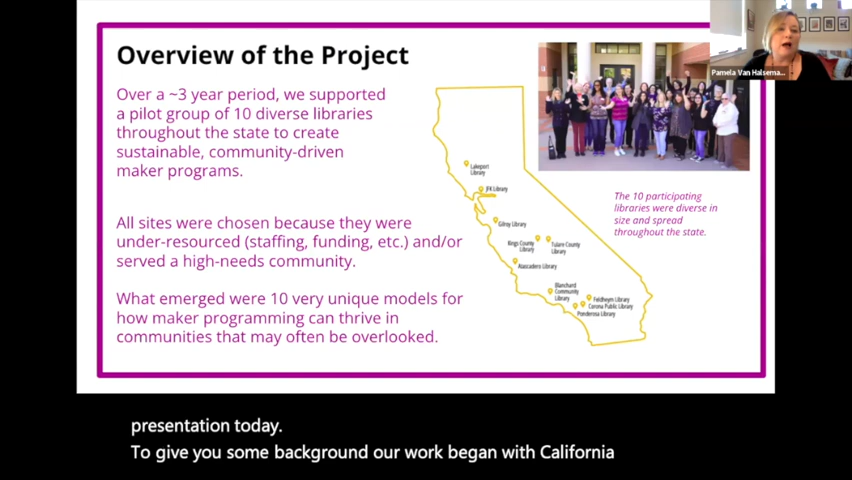 Overview of the Project
Over a ~3 year period, we supported
a pilot group of 10 diverse libraries
throughout the state to create
sustainable, community-driven
maker programs.
All sites were chosen because they were
under-resourced (staffing, funding, etc.) and/or
served a high-needs community.
What emerged were 10 very unique models for
how maker programming can thrive in
communities that may often be overlooked.
Lakeport
Library
JFK Library
Gilroy Library
Kings County
Library
Tulare County
Library
Atascadero Library
Blanchard
Community
Library
Feldheym Library
Corona Public Library
Ponderosa Library
The 10 participating
libraries were diverse in
size and spread
throughout the state.
Pamela Van Halsema...
presentation today.
To give you some background our work began with California